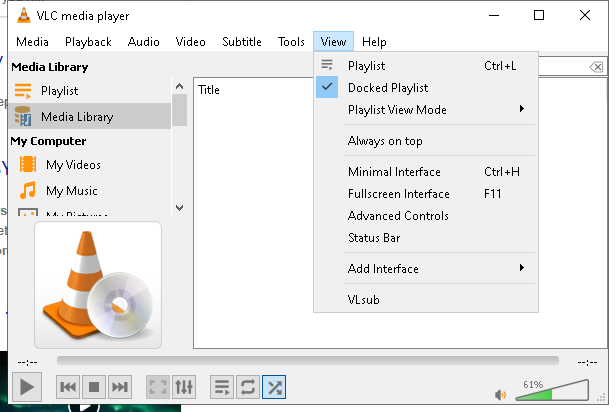 VLC media player
Media Playback Audio Video Subtitle Tools View Help
Media Library
Playlist
Media Library
My Computer
My Videos
My Music
My Pictures
Title
Playlist Ctrl+L
Docked Playlist
Playlist View Mode
Always on top
Minimal Interface Ctrl+H
Fullscreen Interface F11
Advanced Controls
Status Bar
Add Interface
VLsub
--:-- --:--
61%